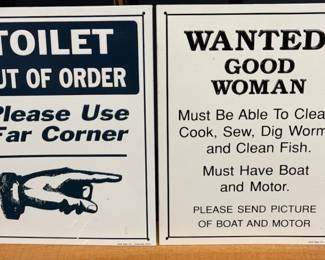 TOILET
OUT OF ORDER
Please Use
Far Corner
WANTED
GOOD
WOMAN
Must Be Able To Clea
Cook, Sew, Dig Worm
and Clean Fish.
Must Have Boat
and Motor.
PLEASE SEND PICTURE
OF BOAT AND MOTOR